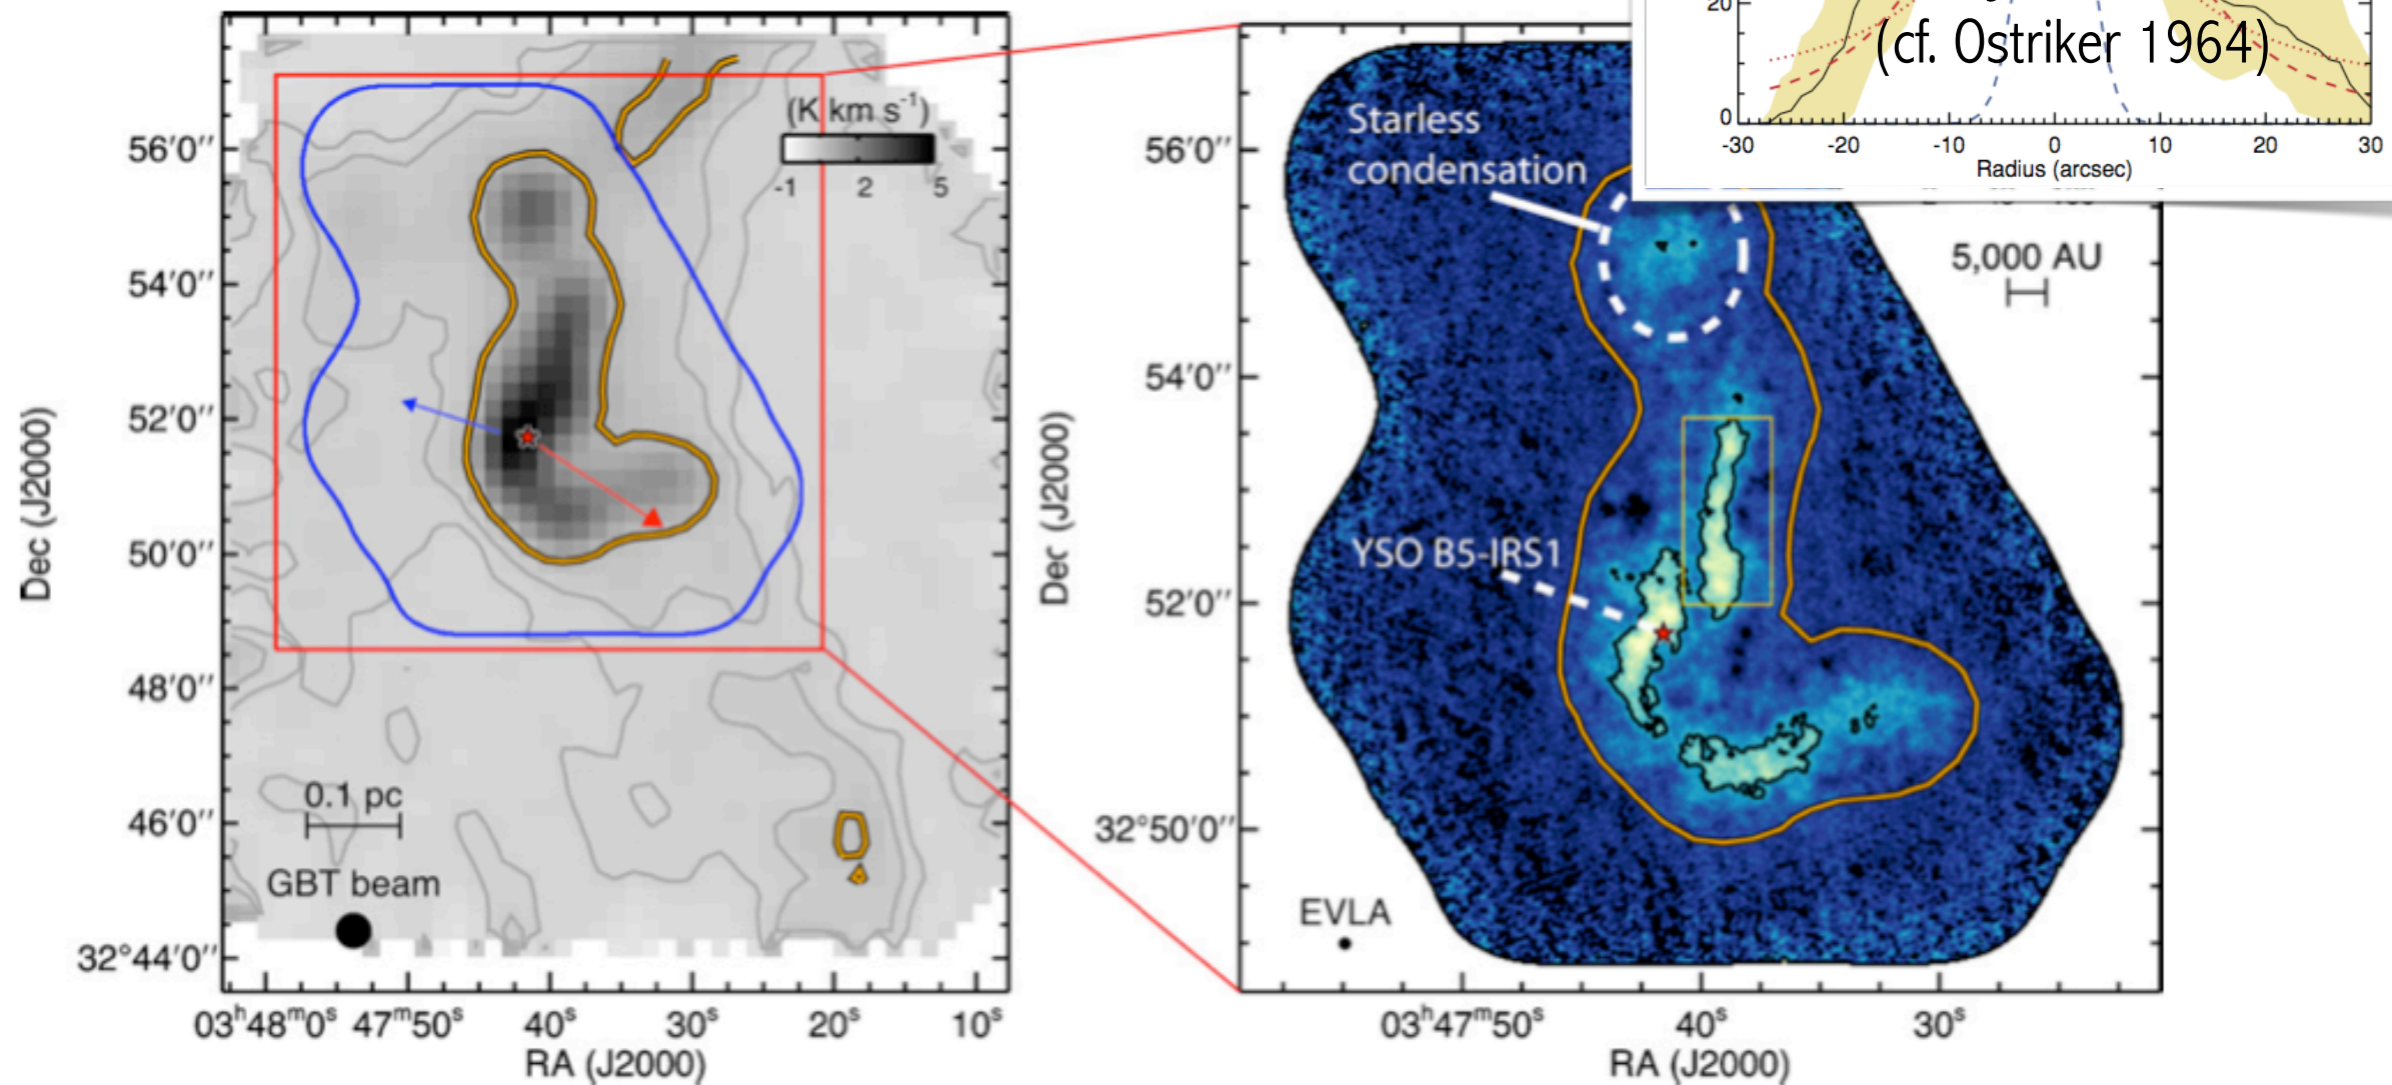 (K km s⁻¹)
-1 2 5
56′0″
54′0″
52′0″
50′0″
48′0″
46′0″
32°44′0″
Dec (J2000)
0.1 pc
GBT beam
03ʰ48ᵐ0ˢ 47ᵐ50ˢ 40ˢ 30ˢ 20ˢ 10ˢ
RA (J2000)
20
(cf. Ostriker 1964)
0
-30 -20 -10 0 10 20 30
Radius (arcsec)
Starless
condensation
5,000 AU
YSO B5-IRS1
EVLA
56′0″
54′0″
52′0″
32°50′0″
Dec (J2000)
03ʰ47ᵐ50ˢ 40ˢ 30ˢ
RA (J2000)